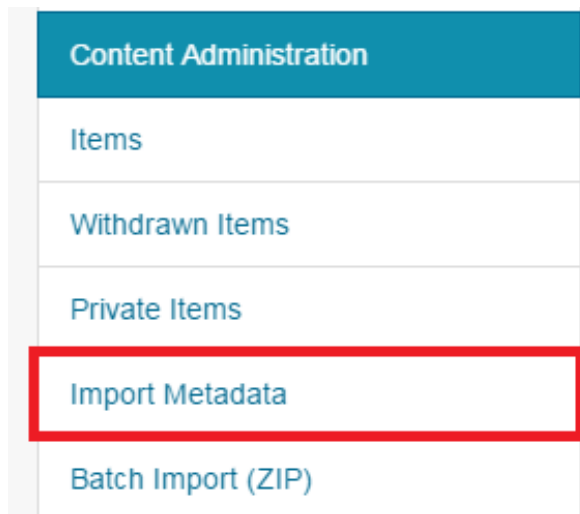 Content Administration
Items
Withdrawn Items
Private Items
Import Metadata
Batch Import (ZIP)